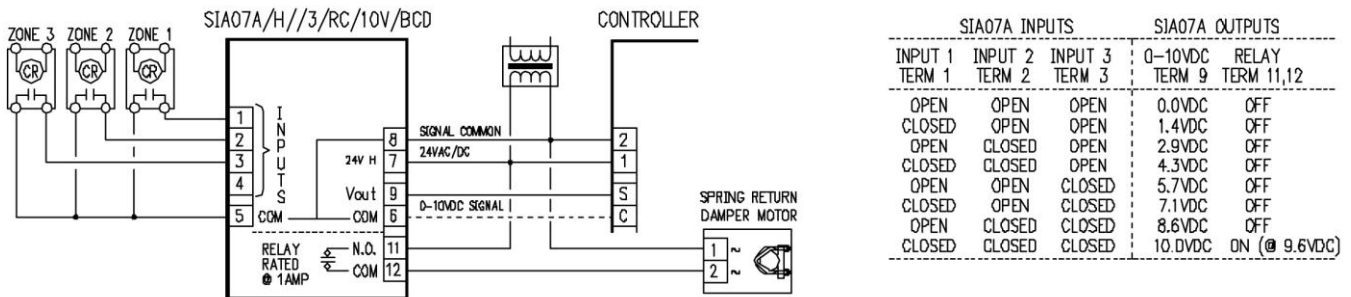 SIA07A/H//3/RC/10V/BCD
CONTROLLER
ZONE 3 ZONE 2 ZONE 1
CR CR CR
1
2
3
4
5
INPUTS
COM
8
24V H 7
Vout 9
COM 6
N.O. 11
COM 12
RELAY
RATED
@ 1AMP
SIGNAL COMMON
24VAC/DC
0-10VDC SIGNAL
2
1
S
C
SPRING RETURN
DAMPER MOTOR
1 ~
2 ~
SIA07A INPUTS SIA07A OUTPUTS
INPUT 1 INPUT 2 INPUT 3 0-10VDC RELAY
TERM 1 TERM 2 TERM 3 TERM 9 TERM 11,12
OPEN OPEN OPEN 0.0VDC OFF
CLOSED OPEN OPEN 1.4VDC OFF
OPEN CLOSED OPEN 2.9VDC OFF
CLOSED CLOSED OPEN 4.3VDC OFF
OPEN OPEN CLOSED 5.7VDC OFF
CLOSED OPEN CLOSED 7.1VDC OFF
OPEN CLOSED CLOSED 8.6VDC OFF
CLOSED CLOSED CLOSED 10.0VDC ON (@ 9.6VDC)